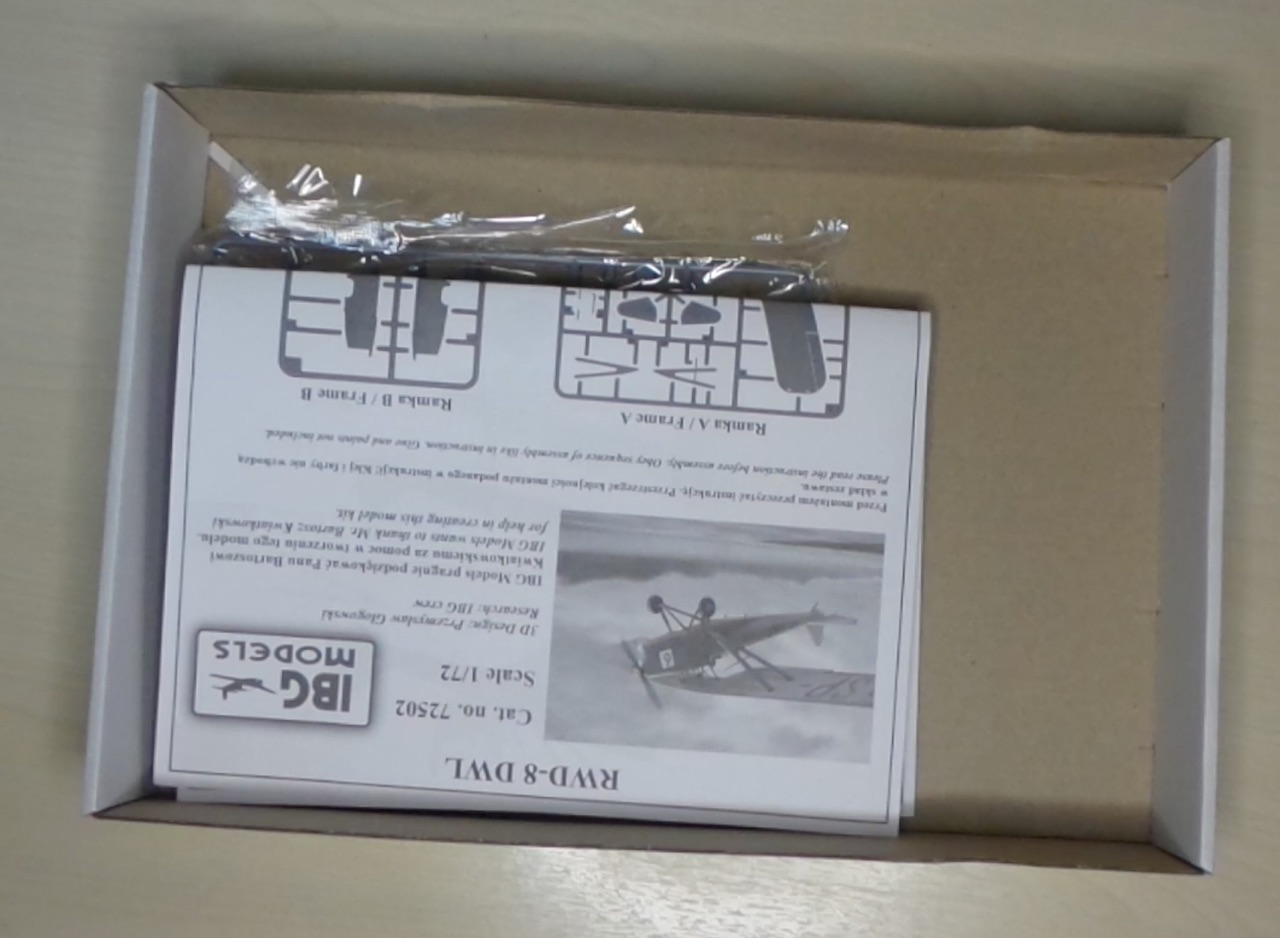 RWD-8 DWL
IBG
MODELS
Cat. no. 72502
Scale 1/72
3D Design: Przemysław Głogowski
Research: IBG crew
IBG Models pragnie podziękować Panu Bartoszowi
Kwiatkowskiemu za pomoc w tworzeniu tego modelu.
IBG Models wants to thank Mr. Bartosz Kwiatkowski
for help in creating this model kit.
SP-
Przed montażem przeczytać instrukcję. Przestrzegać kolejności montażu podanego w instrukcji. Klej i farby nie wchodzą
w skład zestawu.
Please read the instruction before assembly. Obey sequence of assembly like in instruction. Glue and paints not included.
Ramka A / Frame A
Ramka B / Frame B